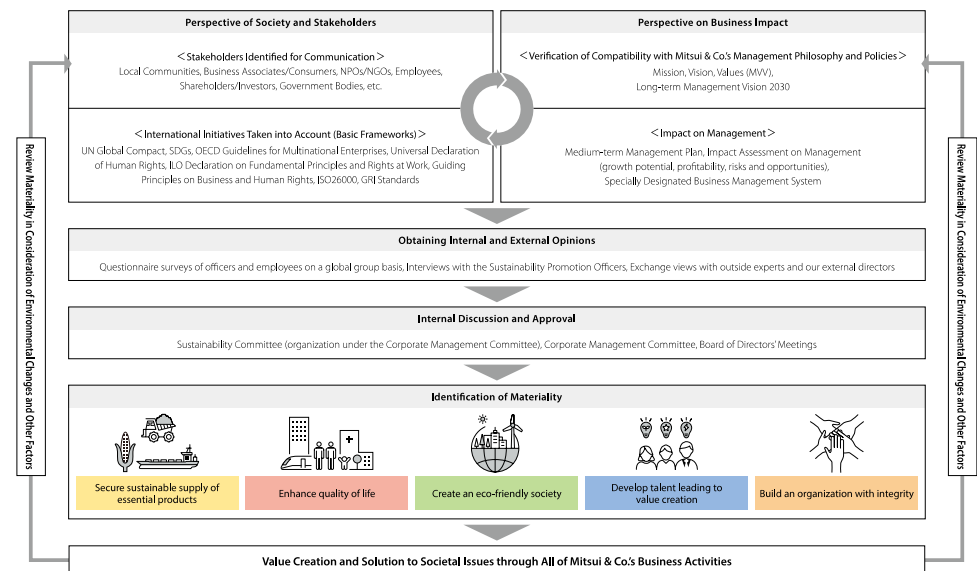 Perspective of Society and Stakeholders
<Stakeholders Identified for Communication>
Local Communities, Business Associates/Consumers, NPOs/NGOs, Employees,
Shareholders/Investors, Government Bodies, etc.
<International Initiatives Taken into Account (Basic Frameworks)>
UN Global Compact, SDGs, OECD Guidelines for Multinational Enterprises, Universal Declaration
of Human Rights, ILO Declaration on Fundamental Principles and Rights at Work, Guiding
Principles on Business and Human Rights, ISO26000, GRI Standards
Perspective on Business Impact
<Verification of Compatibility with Mitsui & Co.'s Management Philosophy and Policies>
Mission, Vision, Values (MVV),
Long-term Management Vision 2030
<Impact on Management>
Medium-term Management Plan, Impact Assessment on Management
(growth potential, profitability, risks and opportunities),
Specially Designated Business Management System
Obtaining Internal and External Opinions
Questionnaire surveys of officers and employees on a global group basis, Interviews with the Sustainability Promotion Officers, Exchange views with outside experts and our external directors
Internal Discussion and Approval
Sustainability Committee (organization under the Corporate Management Committee), Corporate Management Committee, Board of Directors' Meetings
Identification of Materiality
Secure sustainable supply of
essential products
Enhance quality of life
Create an eco-friendly society
Develop talent leading to
value creation
Build an organization with integrity
Value Creation and Solution to Societal Issues through All of Mitsui & Co.'s Business Activities
Review Materiality in Consideration of Environmental Changes and Other Factors
Review Materiality in Consideration of Environmental Changes and Other Factors